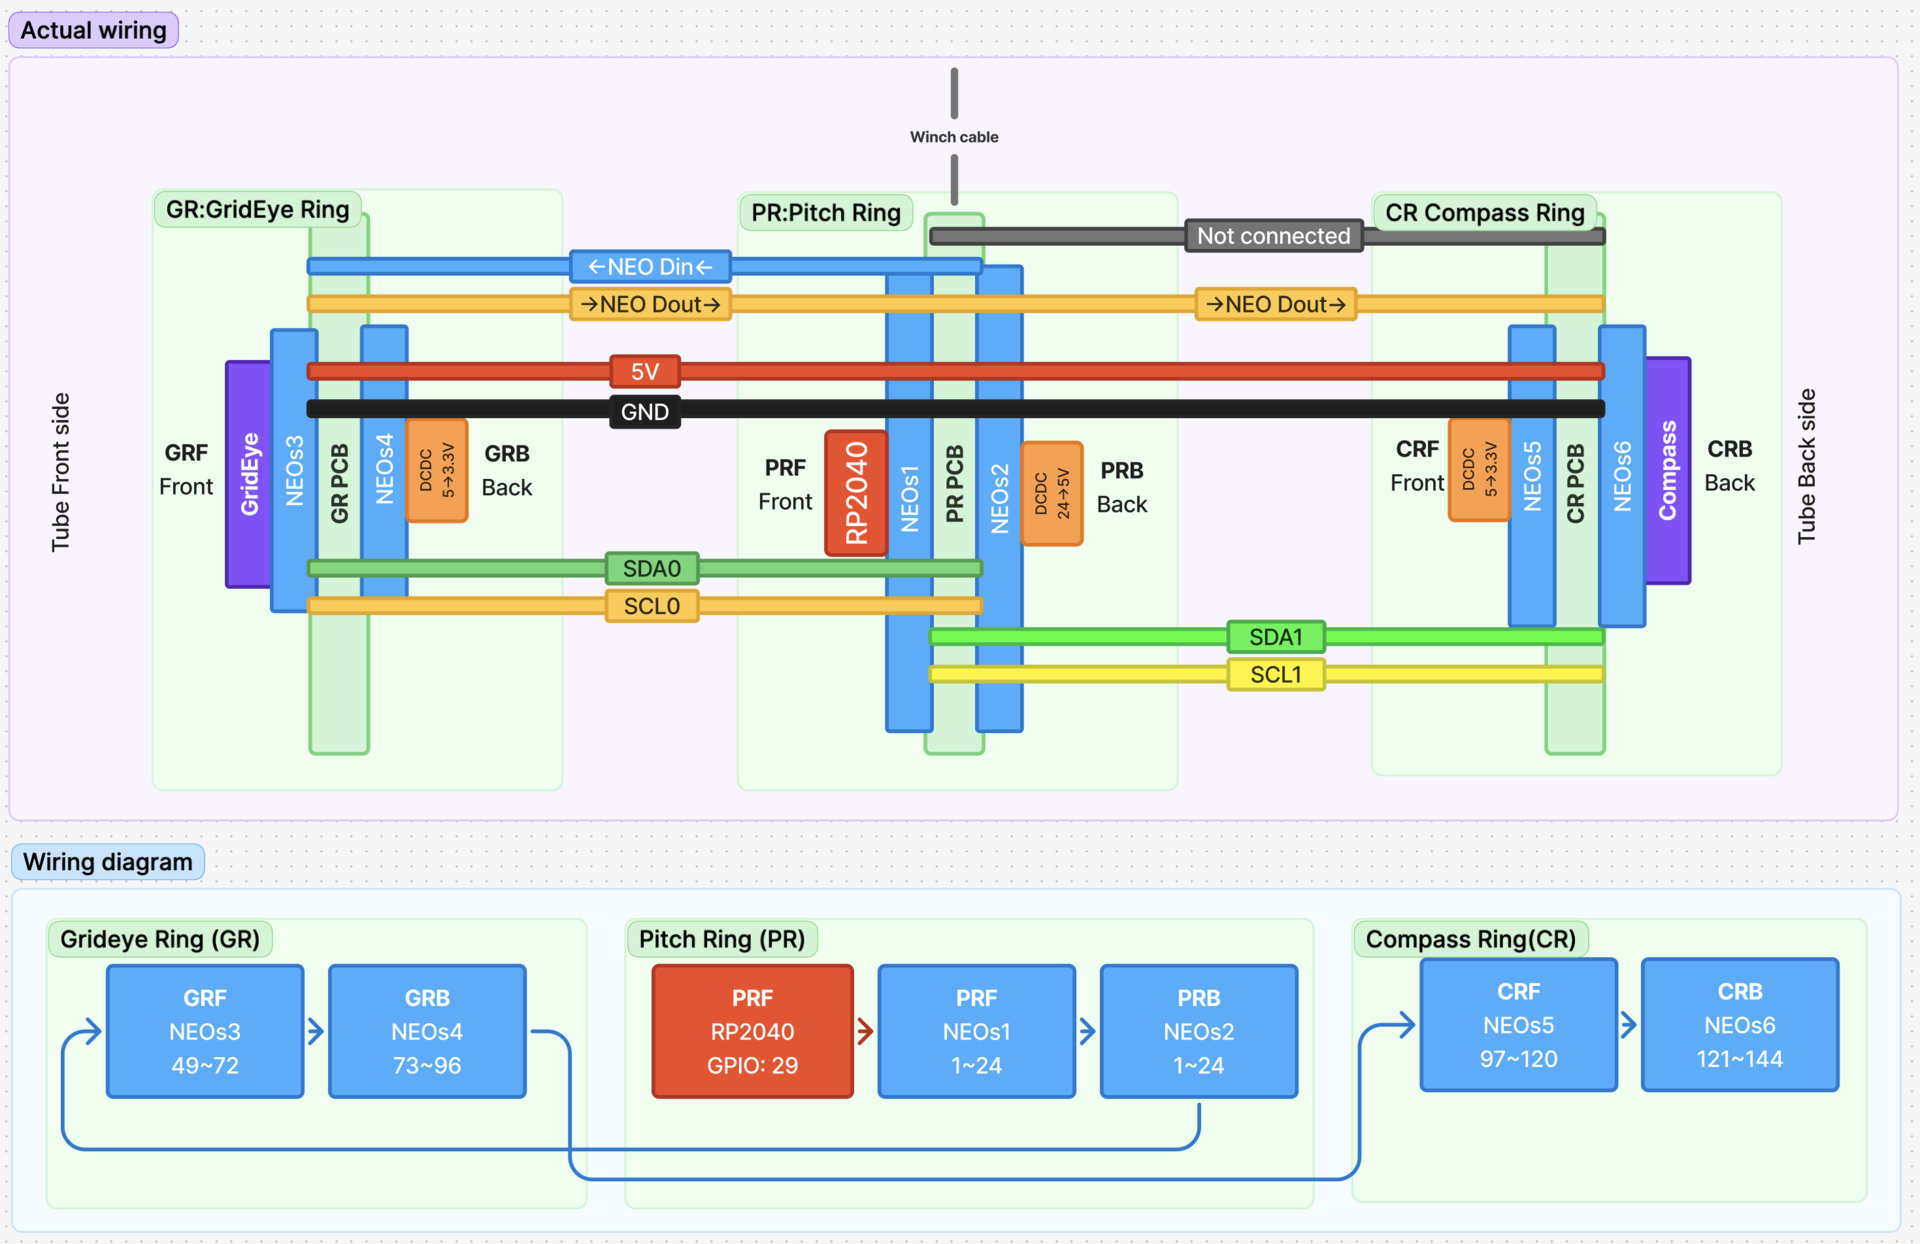 Actual wiring
Winch cable
GR:GridEye Ring
PR:Pitch Ring
CR Compass Ring
Not connected
←NEO Din←
→NEO Dout→
→NEO Dout→
5V
GND
Tube Front side
GRF
Front
GridEye
NEOs3
GR PCB
NEOs4
DCDC
5→3.3V
GRB
Back
PRF
Front
RP2040
NEOs1
PR PCB
NEOs2
DCDC
24→5V
PRB
Back
CRF
Front
DCDC
5→3.3V
NEOs5
CR PCB
NEOs6
Compass
CRB
Back
Tube Back side
SDA0
SCL0
SDA1
SCL1
Wiring diagram
Grideye Ring (GR)
GRF
NEOs3
49~72
GRB
NEOs4
73~96
Pitch Ring (PR)
PRF
RP2040
GPIO: 29
PRF
NEOs1
1~24
PRB
NEOs2
1~24
Compass Ring(CR)
CRF
NEOs5
97~120
CRB
NEOs6
121~144